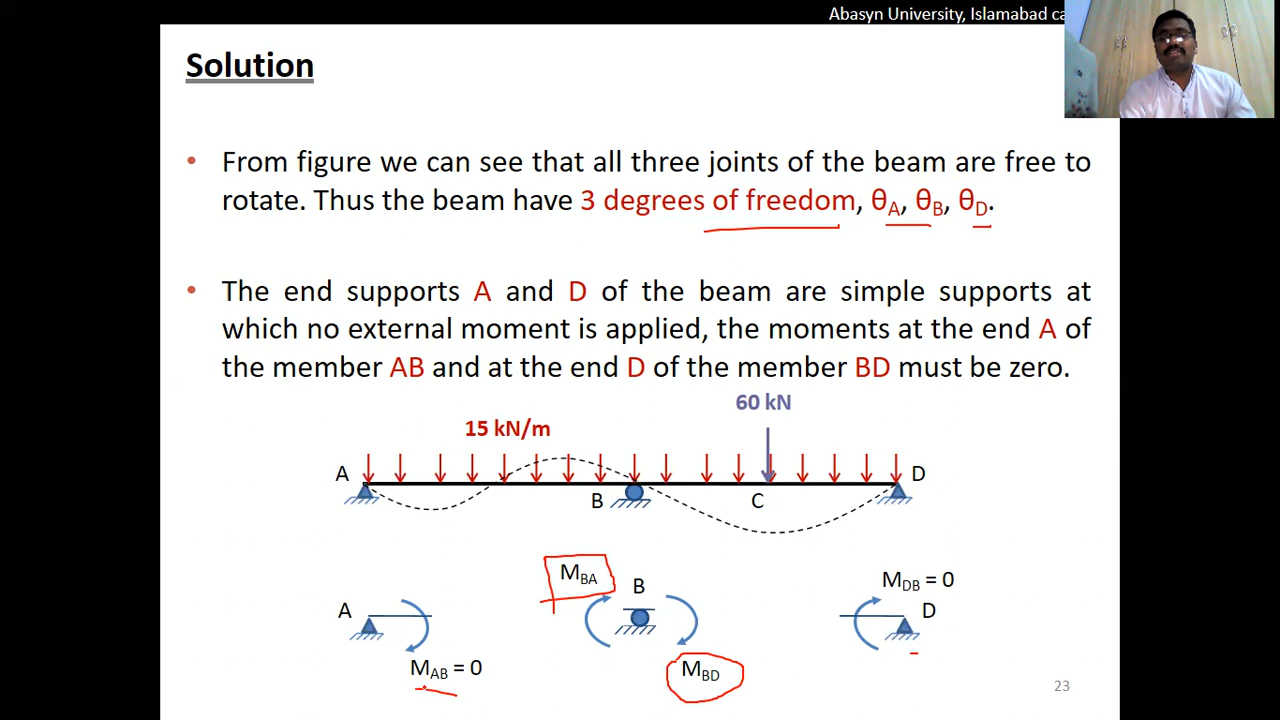 Abasyn University, Islamabad
Solution
• From figure we can see that all three joints of the beam are free to
rotate. Thus the beam have 3 degrees of freedom, θA, θB, θD.
• The end supports A and D of the beam are simple supports at
which no external moment is applied, the moments at the end A of
the member AB and at the end D of the member BD must be zero.
60 kN
15 kN/m
A
D
B
C
MBA
B
MDB = 0
A
D
MAB = 0
MBD
23